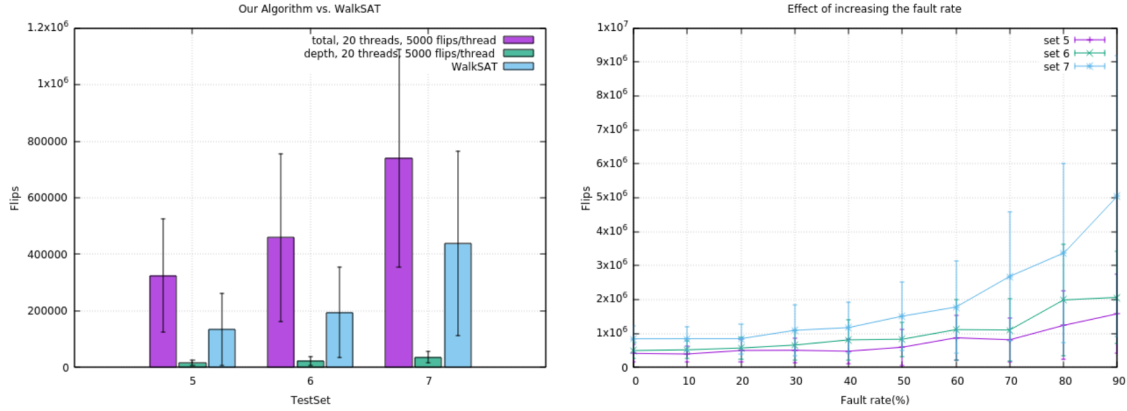 Our Algorithm vs. WalkSAT
1.2x10⁶
1x10⁶
800000
600000
400000
200000
0
Flips
total, 20 threads, 5000 flips/thread
depth, 20 threads, 5000 flips/thread
WalkSAT
5 6 7
TestSet
Effect of increasing the fault rate
1x10⁷
9x10⁶
8x10⁶
7x10⁶
6x10⁶
5x10⁶
4x10⁶
3x10⁶
2x10⁶
1x10⁶
0
Flips
set 5
set 6
set 7
0 10 20 30 40 50 60 70 80 90
Fault rate(%)